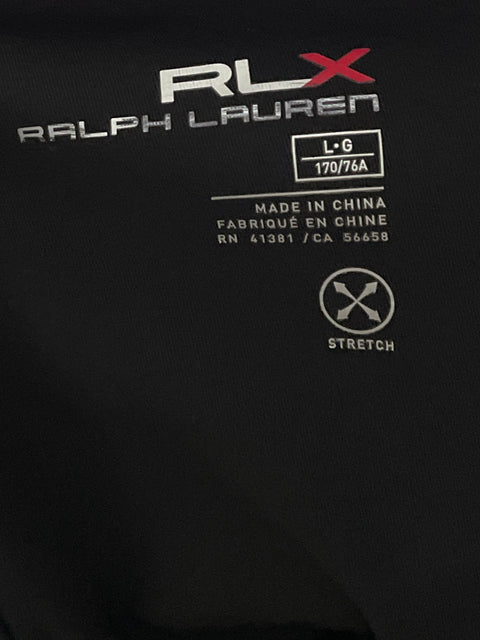 RLX
RALPH LAUREN
L•G
170/76A
MADE IN CHINA
FABRIQUÉ EN CHINE
RN 41381 / CA 56658
STRETCH